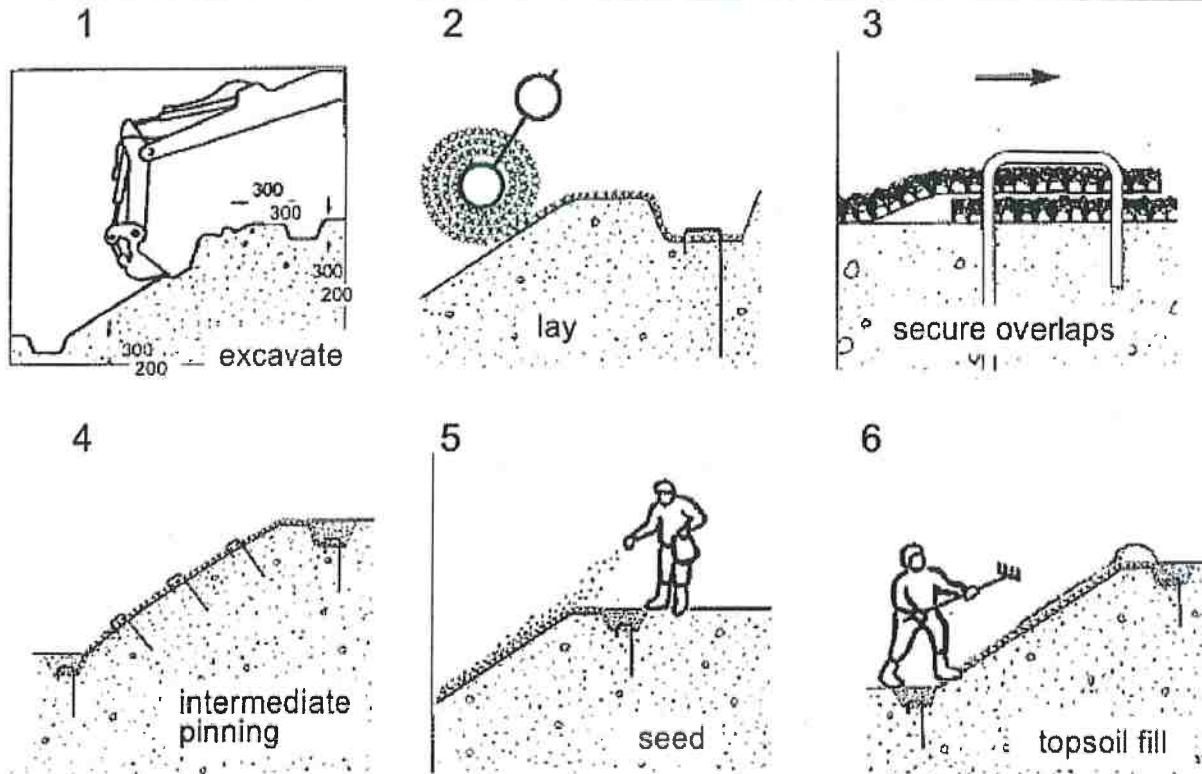 1
2
3
300
300
300
200
300
200
excavate
lay
secure overlaps
4
5
6
intermediate
pinning
seed
topsoil fill